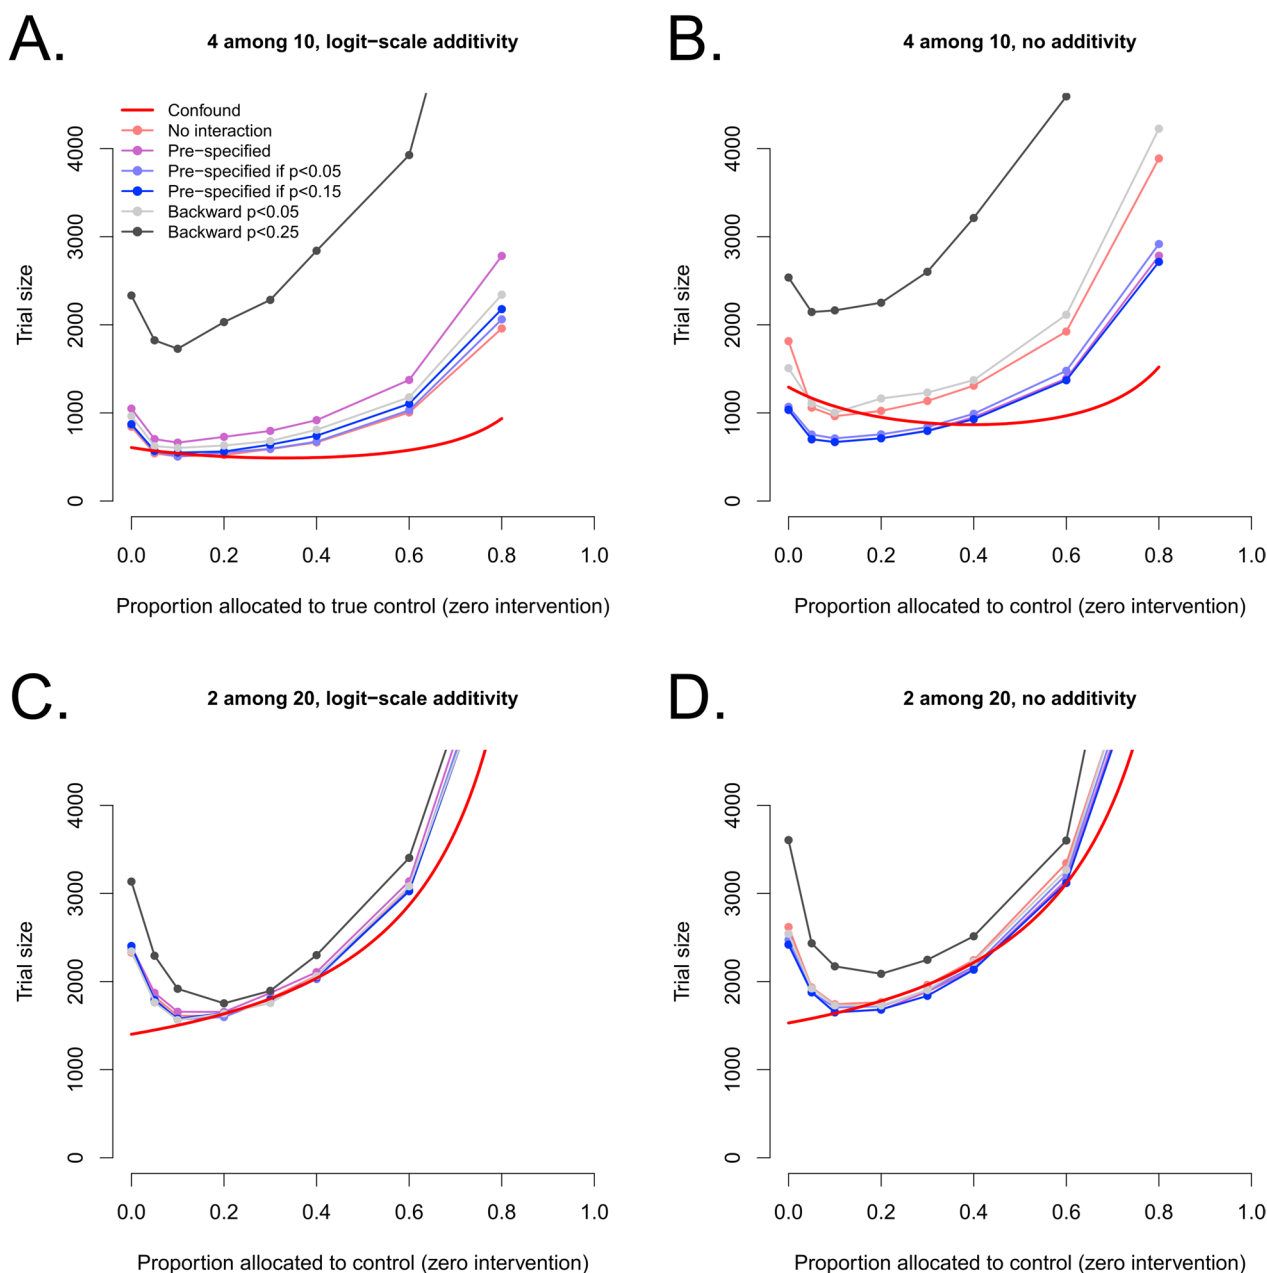 A.
4 among 10, logit−scale additivity
Confound
No interaction
Pre−specified
Pre−specified if p<0.05
Pre−specified if p<0.15
Backward p<0.05
Backward p<0.25
Trial size
4000
3000
2000
1000
0
0.0 0.2 0.4 0.6 0.8 1.0
Proportion allocated to true control (zero intervention)
B.
4 among 10, no additivity
Trial size
4000
3000
2000
1000
0
0.0 0.2 0.4 0.6 0.8 1.0
Proportion allocated to control (zero intervention)
C.
2 among 20, logit−scale additivity
Trial size
4000
3000
2000
1000
0
0.0 0.2 0.4 0.6 0.8 1.0
Proportion allocated to control (zero intervention)
D.
2 among 20, no additivity
Trial size
4000
3000
2000
1000
0
0.0 0.2 0.4 0.6 0.8 1.0
Proportion allocated to control (zero intervention)